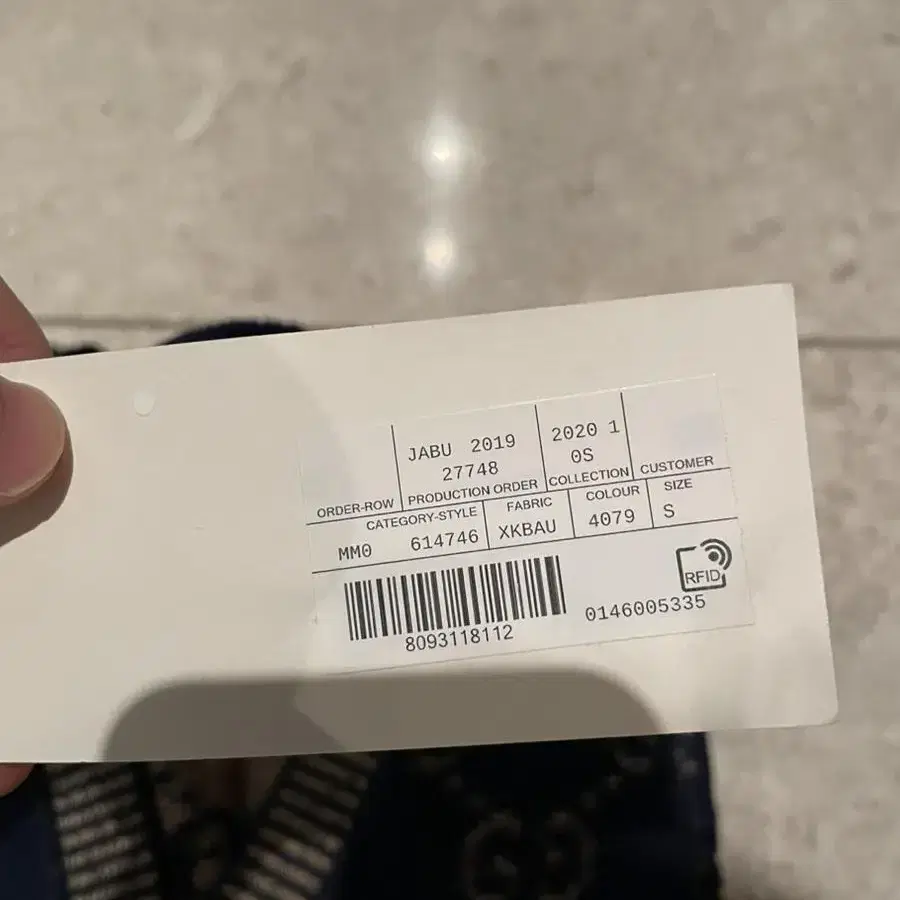 JABU 2019 2020 1
27748 0S
ORDER-ROW PRODUCTION ORDER COLLECTION CUSTOMER
CATEGORY-STYLE FABRIC COLOUR SIZE
MM0 614746 XKBAU 4079 S
RFID
8093118112 0146005335